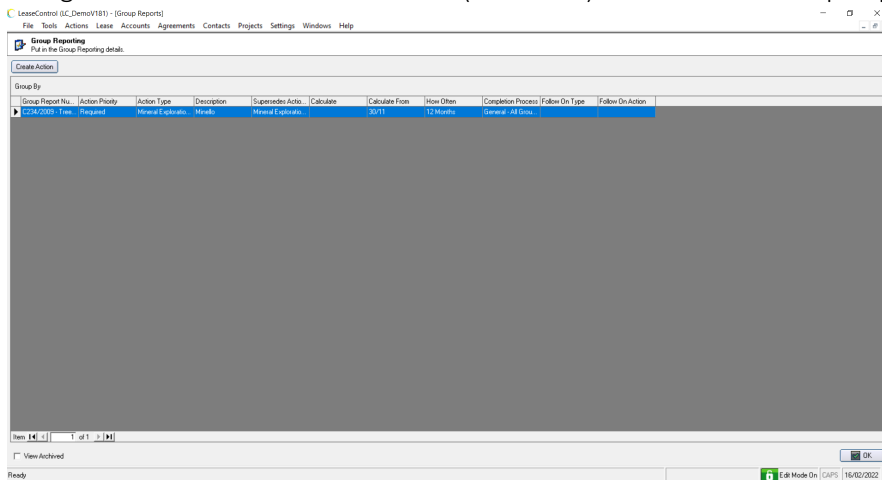 LeaseControl (LC_DemoV181) - [Group Reports]
File Tools Actions Lease Accounts Agreements Contacts Projects Settings Windows Help
Group Reporting
Put in the Group Reporting details.
Create Action
Group By
Group Report Nu... Action Priority Action Type Description Supersedes Actio... Calculate Calculate From How Often Completion Process Follow On Type Follow On Action
C234/2009 - Tree... Required Mineral Exploratio... Minello Mineral Exploratio... 30/11 12 Months General - All Grou...
Item 1 of 1
View Archived OK
Ready Edit Mode On CAPS 16/02/2022